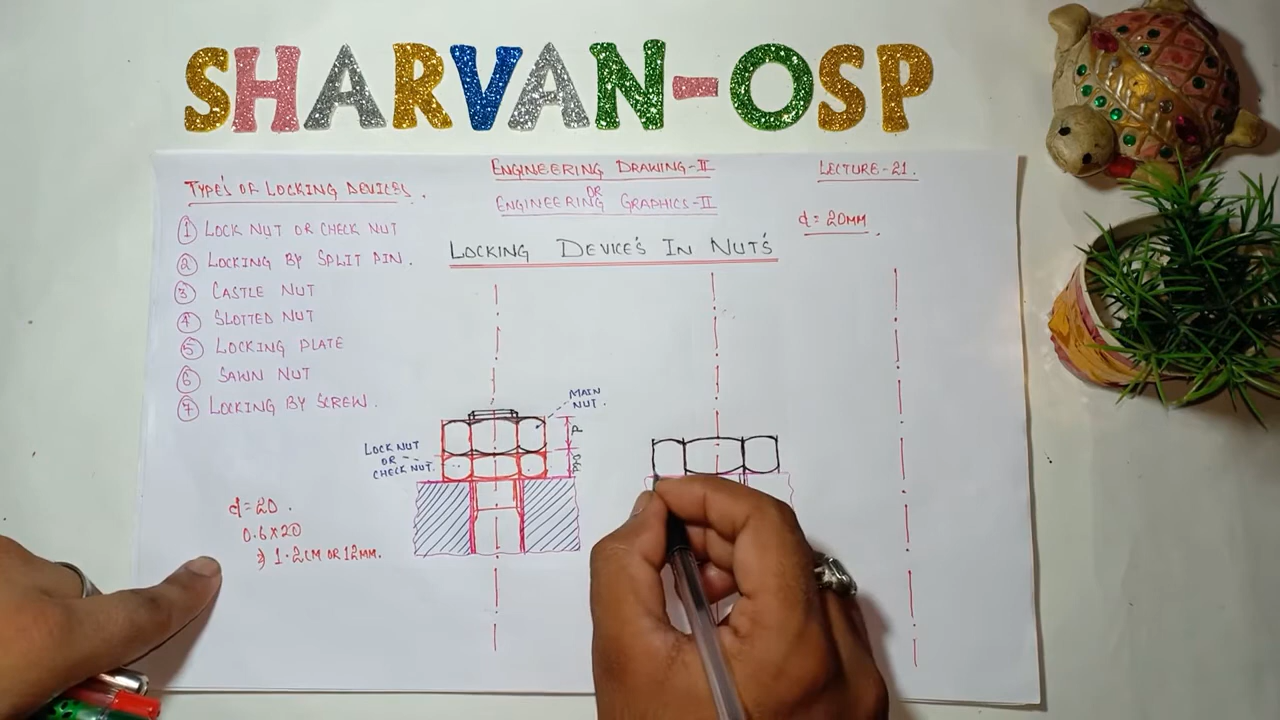 SHARVAN-OSP
ENGINEERING DRAWING-II
OR
ENGINEERING GRAPHICS-II
LECTURE-21.
TYPE'S OF LOCKING DEVICES.
d = 20MM.
LOCKING DEVICE'S IN NUT'S
① LOCK NUT OR CHECK NUT
② LOCKING BY SPLIT PIN.
③ CASTLE NUT
④ SLOTTED NUT
⑤ LOCKING PLATE
⑥ SAWN NUT
⑦ LOCKING BY SCREW.
MAIN
NUT.
d
LOCK NUT
OR
CHECK NUT.
d = 20.
0.6×20
⇒ 1.2CM OR 12MM.